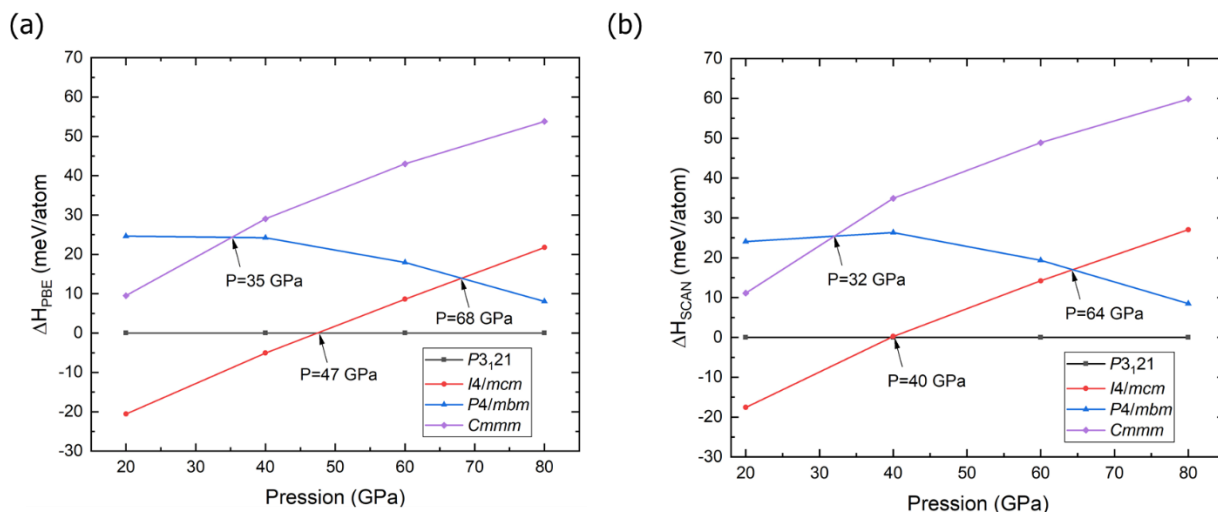 (a)
70
60
50
40
30
20
10
0
-10
-20
-30
ΔH_PBE (meV/atom)
P=35 GPa
P=68 GPa
P=47 GPa
P3₁21
I4/mcm
P4/mbm
Cmmm
20 30 40 50 60 70 80
Pression (GPa)
(b)
70
60
50
40
30
20
10
0
-10
-20
-30
ΔH_SCAN (meV/atom)
P=32 GPa
P=64 GPa
P=40 GPa
P3₁21
I4/mcm
P4/mbm
Cmmm
20 30 40 50 60 70 80
Pression (GPa)